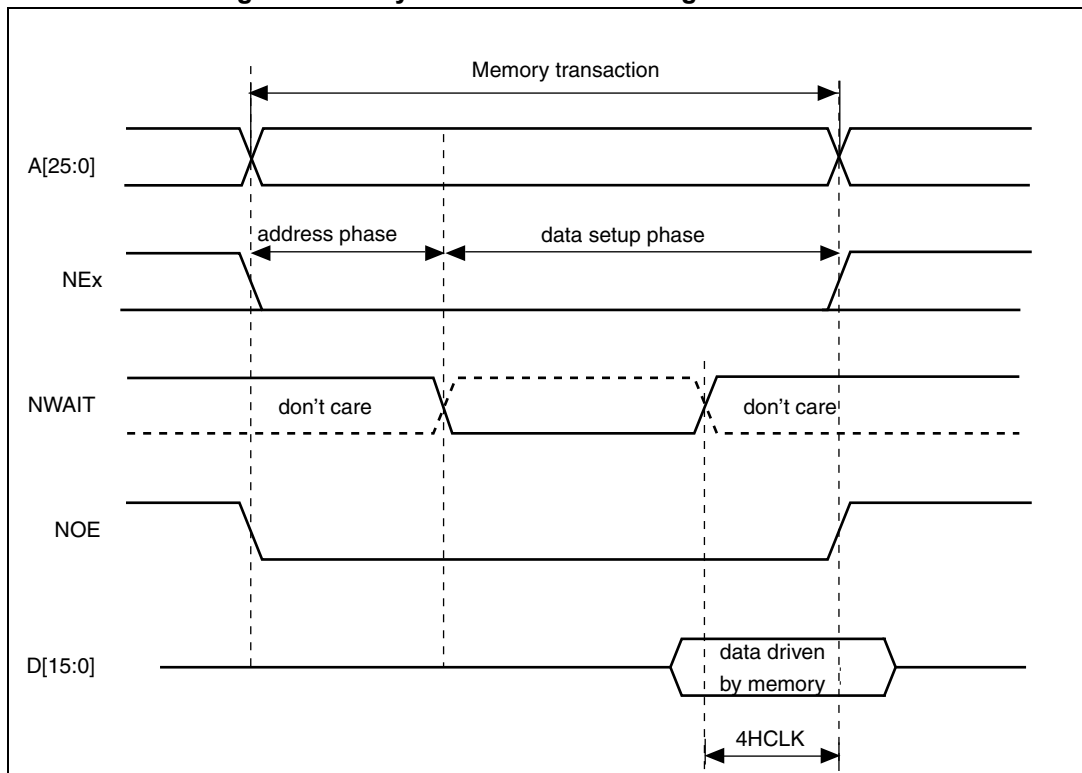 Memory transaction
A[25:0]
address phase
data setup phase
NEx
NWAIT
don't care
don't care
NOE
D[15:0]
data driven
by memory
4HCLK